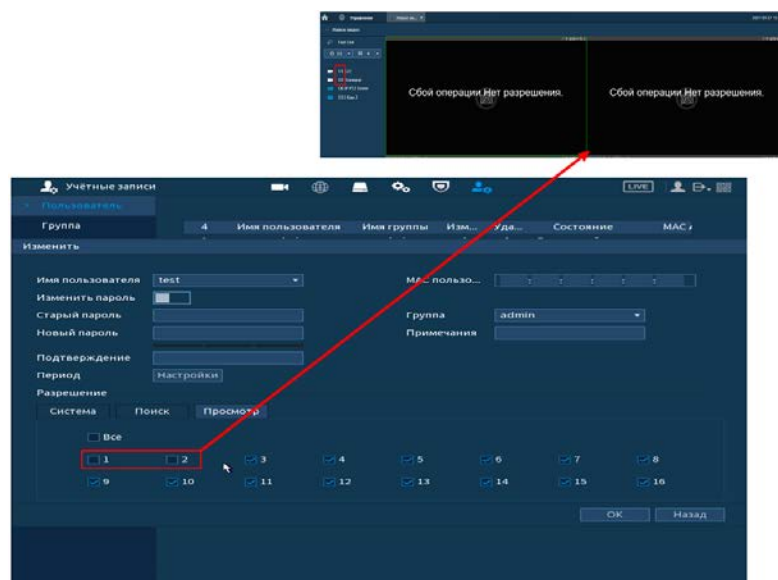 Управление
Сбой операции.Нет разрешения.
Сбой операции.Нет разрешения.
Учётные записи
LIVE
Пользователь
Группа
4 Имя пользователя Имя группы Изм... Уда... Состояние MAC
Изменить
Имя пользователя test MAC пользо...
Изменить пароль
Старый пароль Группа admin
Новый пароль Примечания
Подтверждение
Период Настройки
Разрешение
Система Поиск Просмотр
Все
1 2 3 4 5 6 7 8
9 10 11 12 13 14 15 16
OK Назад